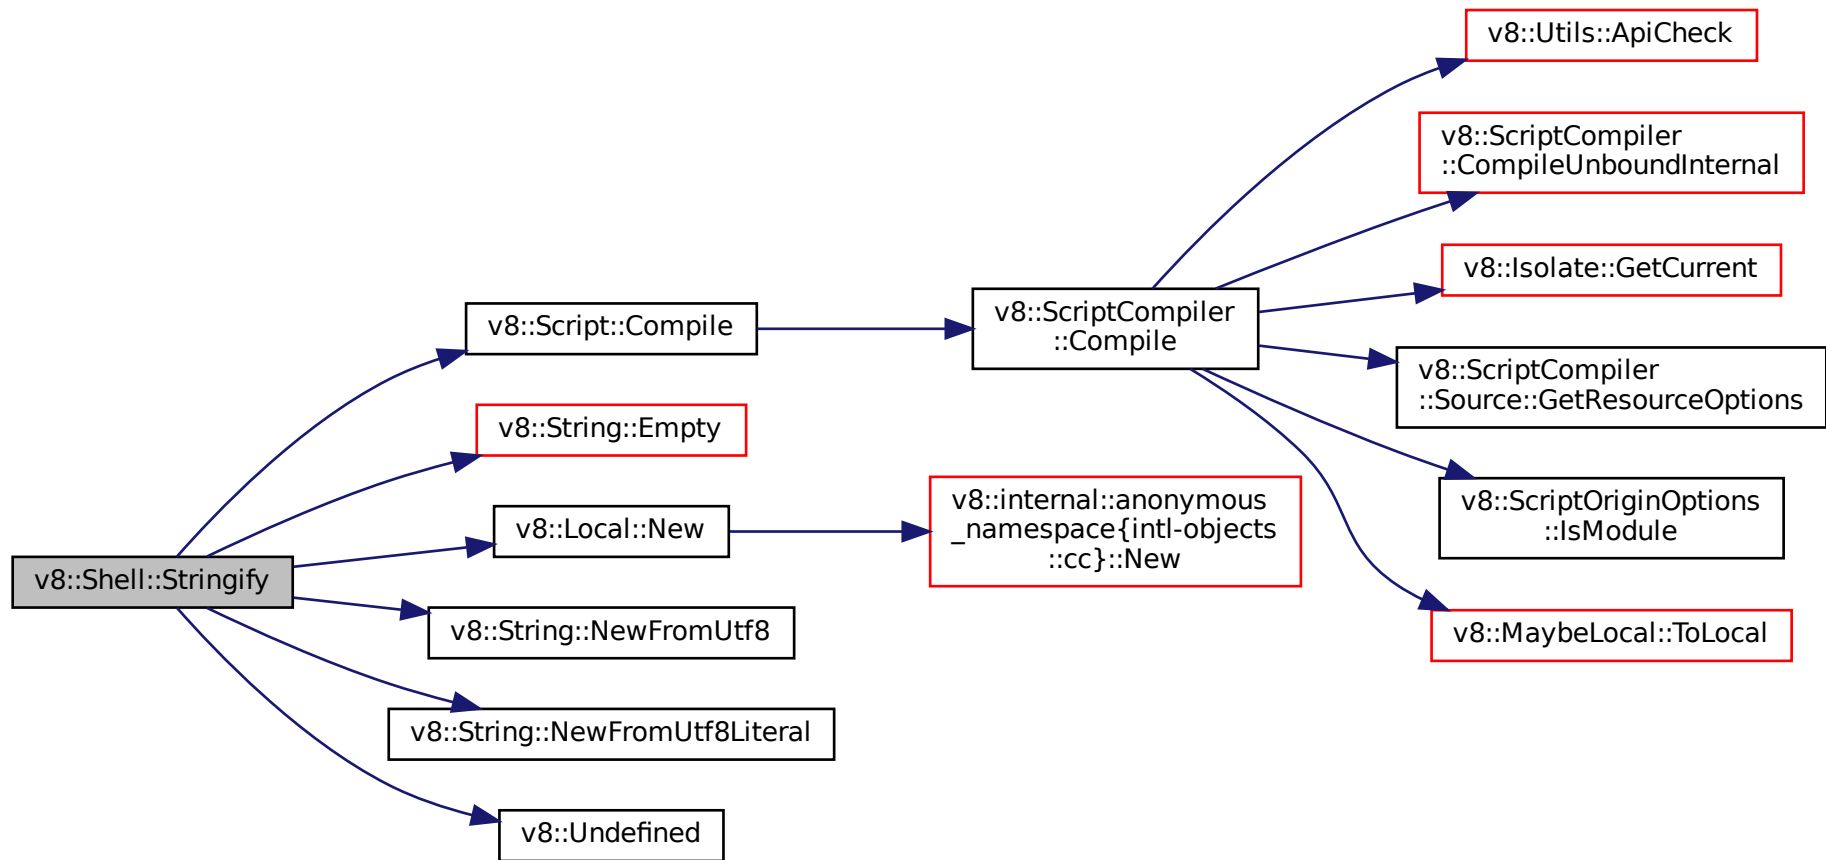 v8::Shell::Stringify
v8::Script::Compile
v8::String::Empty
v8::Local::New
v8::String::NewFromUtf8
v8::String::NewFromUtf8Literal
v8::Undefined
v8::ScriptCompiler
::Compile
v8::internal::anonymous
_namespace{intl-objects
::cc}::New
v8::Utils::ApiCheck
v8::ScriptCompiler
::CompileUnboundInternal
v8::Isolate::GetCurrent
v8::ScriptCompiler
::Source::GetResourceOptions
v8::ScriptOriginOptions
::IsModule
v8::MaybeLocal::ToLocal